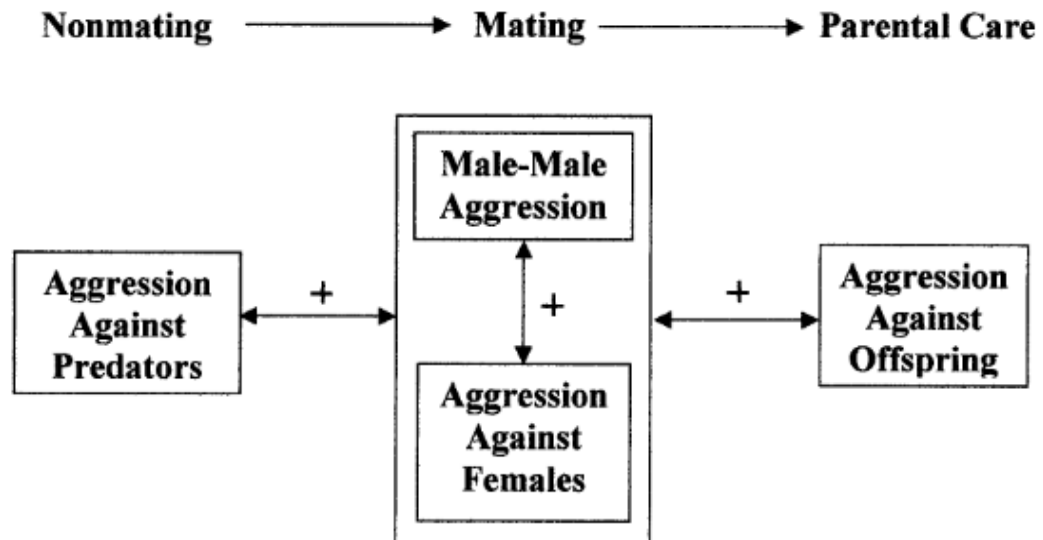 Nonmating Mating Parental Care
Male-Male
Aggression
+
Aggression
Against
Predators
+
+
Aggression
Against
Offspring
Aggression
Against
Females